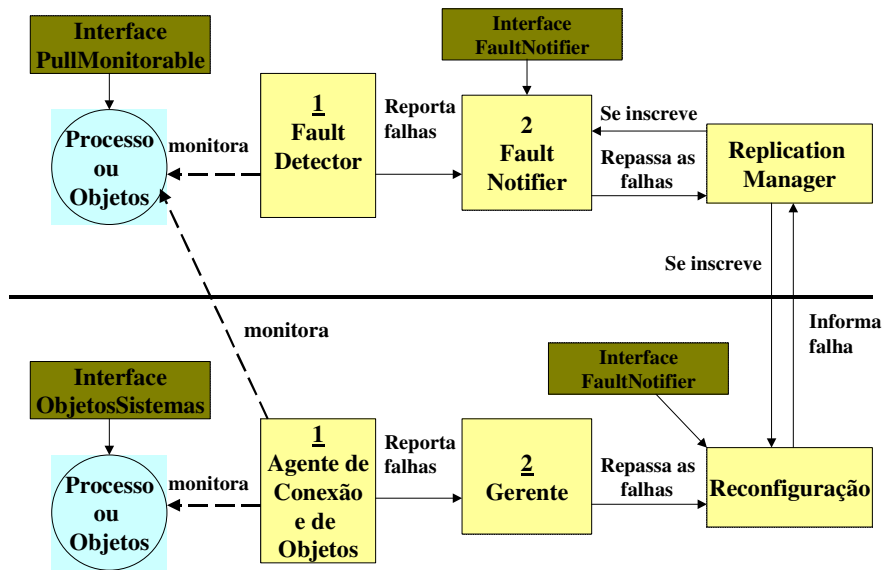 Interface
PullMonitorable
Interface
FaultNotifier
Processo
ou
Objetos
monitora
1
Fault
Detector
Reporta
falhas
2
Fault
Notifier
Se inscreve
Repassa as
falhas
Replication
Manager
Se inscreve
Informa
falha
monitora
Interface
ObjetosSistemas
Interface
FaultNotifier
Processo
ou
Objetos
monitora
1
Agente de
Conexão
e de
Objetos
Reporta
falhas
2
Gerente
Repassa as
falhas
Reconfiguração